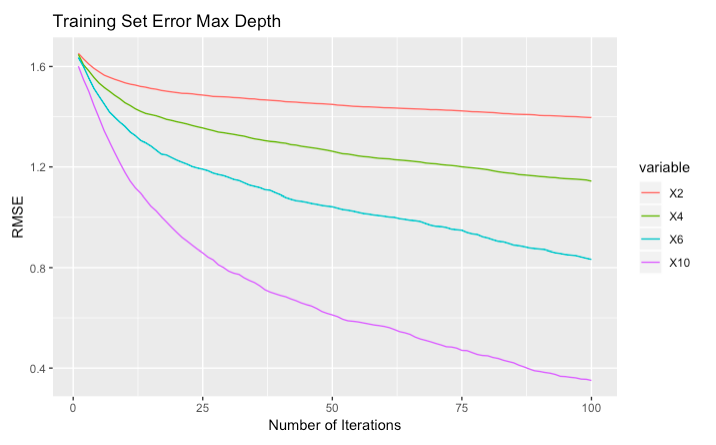 Training Set Error Max Depth
1.6
1.2
0.8
0.4
RMSE
0
25
50
75
100
Number of Iterations
variable
X2
X4
X6
X10